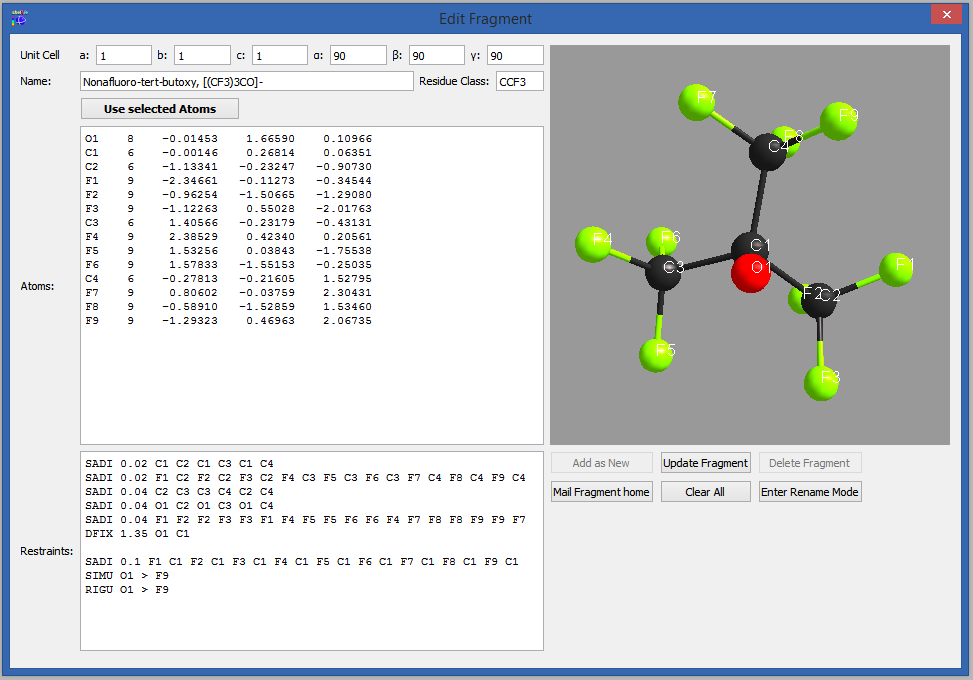 Edit Fragment
Unit Cell a: 1 b: 1 c: 1 α: 90 β: 90 γ: 90
Name: Nonafluoro-tert-butoxy, [(CF3)3CO]- Residue Class: CCF3
Use selected Atoms
Atoms:
O1 8 -0.01453 1.66590 0.10966
C1 6 -0.00146 0.26814 0.06351
C2 6 -1.13341 -0.23247 -0.90730
F1 9 -2.34661 -0.11273 -0.34544
F2 9 -0.96254 -1.50665 -1.29080
F3 9 -1.12263 0.55028 -2.01763
C3 6 1.40566 -0.23179 -0.43131
F4 9 2.38529 0.42340 0.20561
F5 9 1.53256 0.03843 -1.75538
F6 9 1.57833 -1.55153 -0.25035
C4 6 -0.27813 -0.21605 1.52795
F7 9 0.80602 -0.03759 2.30431
F8 9 -0.58910 -1.52859 1.53460
F9 9 -1.29323 0.46963 2.06735
F7
F9
F8
C4
F4
F6
C1
C3
O1
F1
F2
C2
F5
F3
Restraints:
SADI 0.02 C1 C2 C1 C3 C1 C4
SADI 0.02 F1 C2 F2 C2 F3 C2 F4 C3 F5 C3 F6 C3 F7 C4 F8 C4 F9 C4
SADI 0.04 C2 C3 C3 C4 C2 C4
SADI 0.04 O1 C2 O1 C3 O1 C4
SADI 0.04 F1 F2 F2 F3 F3 F1 F4 F5 F5 F6 F6 F4 F7 F8 F8 F9 F9 F7
DFIX 1.35 O1 C1
SADI 0.1 F1 C1 F2 C1 F3 C1 F4 C1 F5 C1 F6 C1 F7 C1 F8 C1 F9 C1
SIMU O1 > F9
RIGU O1 > F9
Add as New Update Fragment Delete Fragment
Mail Fragment home Clear All Enter Rename Mode